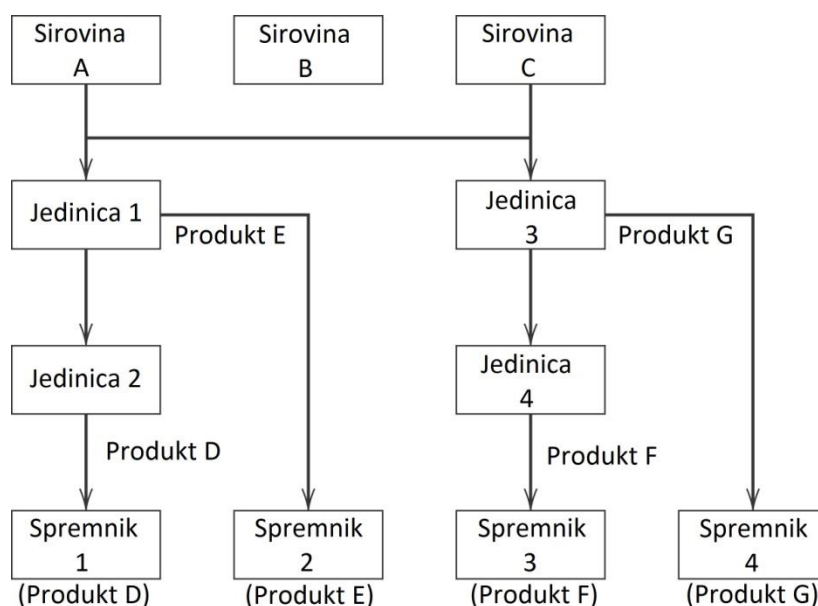 Sirovina
A
Sirovina
B
Sirovina
C
Jedinica 1
Produkt E
Jedinica
3
Produkt G
Jedinica 2
Jedinica
4
Produkt D
Produkt F
Spremnik
1
(Produkt D)
Spremnik
2
(Produkt E)
Spremnik
3
(Produkt F)
Spremnik
4
(Produkt G)